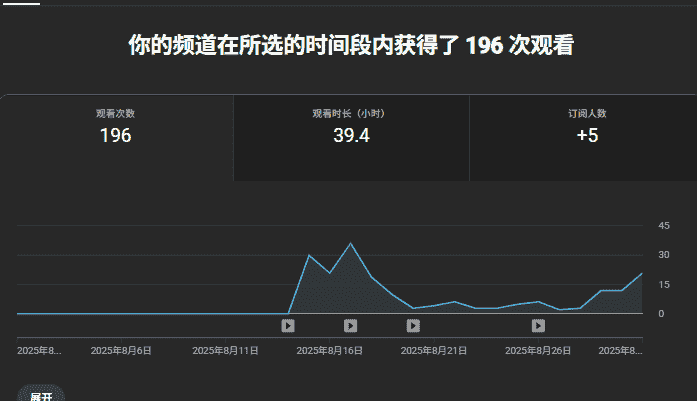 你的频道在所选的时间段内获得了 196 次观看
观看次数
196
观看时长（小时）
39.4
订阅人数
+5
45
30
15
0
2025年8...
2025年8月6日
2025年8月11日
2025年8月16日
2025年8月21日
2025年8月26日
2025年8...
展开